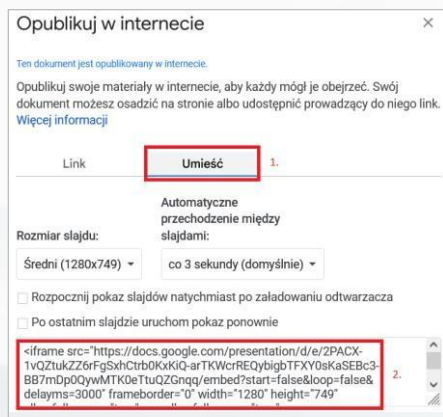 Opublikuj w internecie ×
Ten dokument jest opublikowany w internecie.
Opublikuj swoje materiały w internecie, aby każdy mógł je obejrzeć. Swój
dokument możesz osadzić na stronie albo udostępnić prowadzący do niego link.
Więcej informacji
Link Umieść 1.
Automatyczne
przechodzenie między
Rozmiar slajdu: slajdami:
Średni (1280x749) co 3 sekundy (domyślnie)
Rozpocznij pokaz slajdów natychmiast po załadowaniu odtwarzacza
Po ostatnim slajdzie uruchom pokaz ponownie
<iframe src="https://docs.google.com/presentation/d/e/2PACX-
1vQZtukZZ6rFgSxhCtrb0KxKiQ-arTKWcrREQybigbTFXY0sKaSEBc3-
BB7mDp0QywMTK0eTtuQZGnqq/embed?start=false&loop=false& 2.
delayms=3000" frameborder="0" width="1280" height="749"